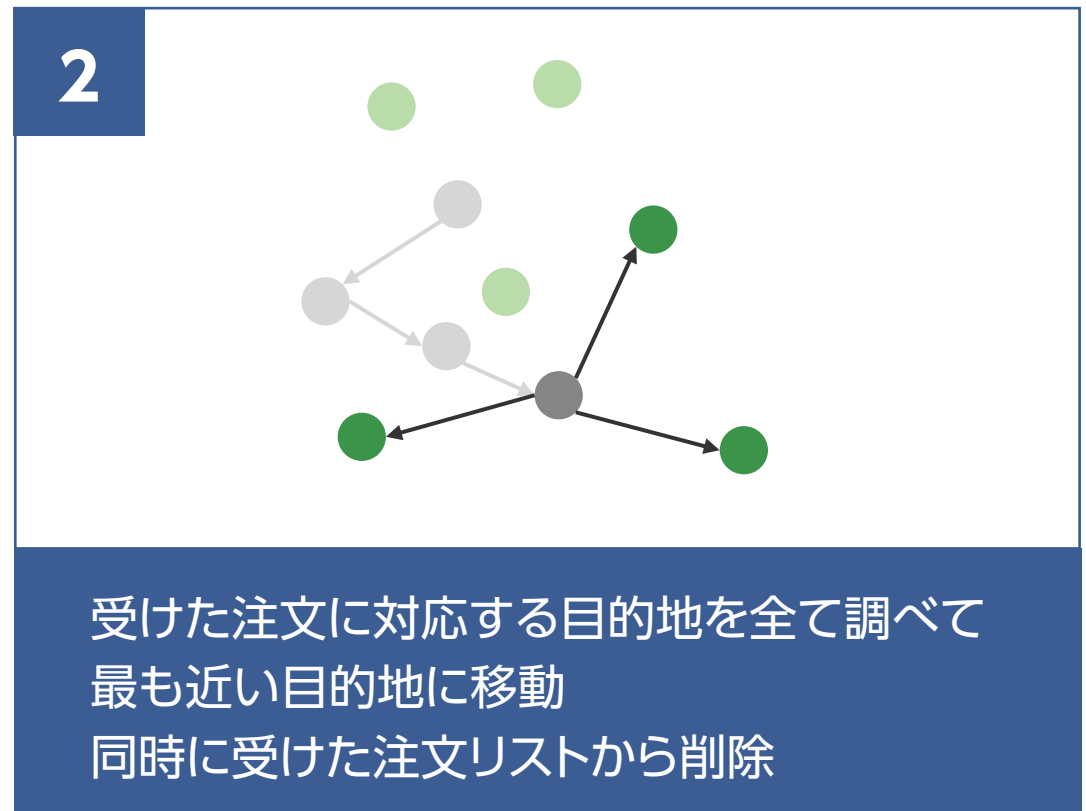 2
受けた注文に対応する目的地を全て調べて
最も近い目的地に移動
同時に受けた注文リストから削除